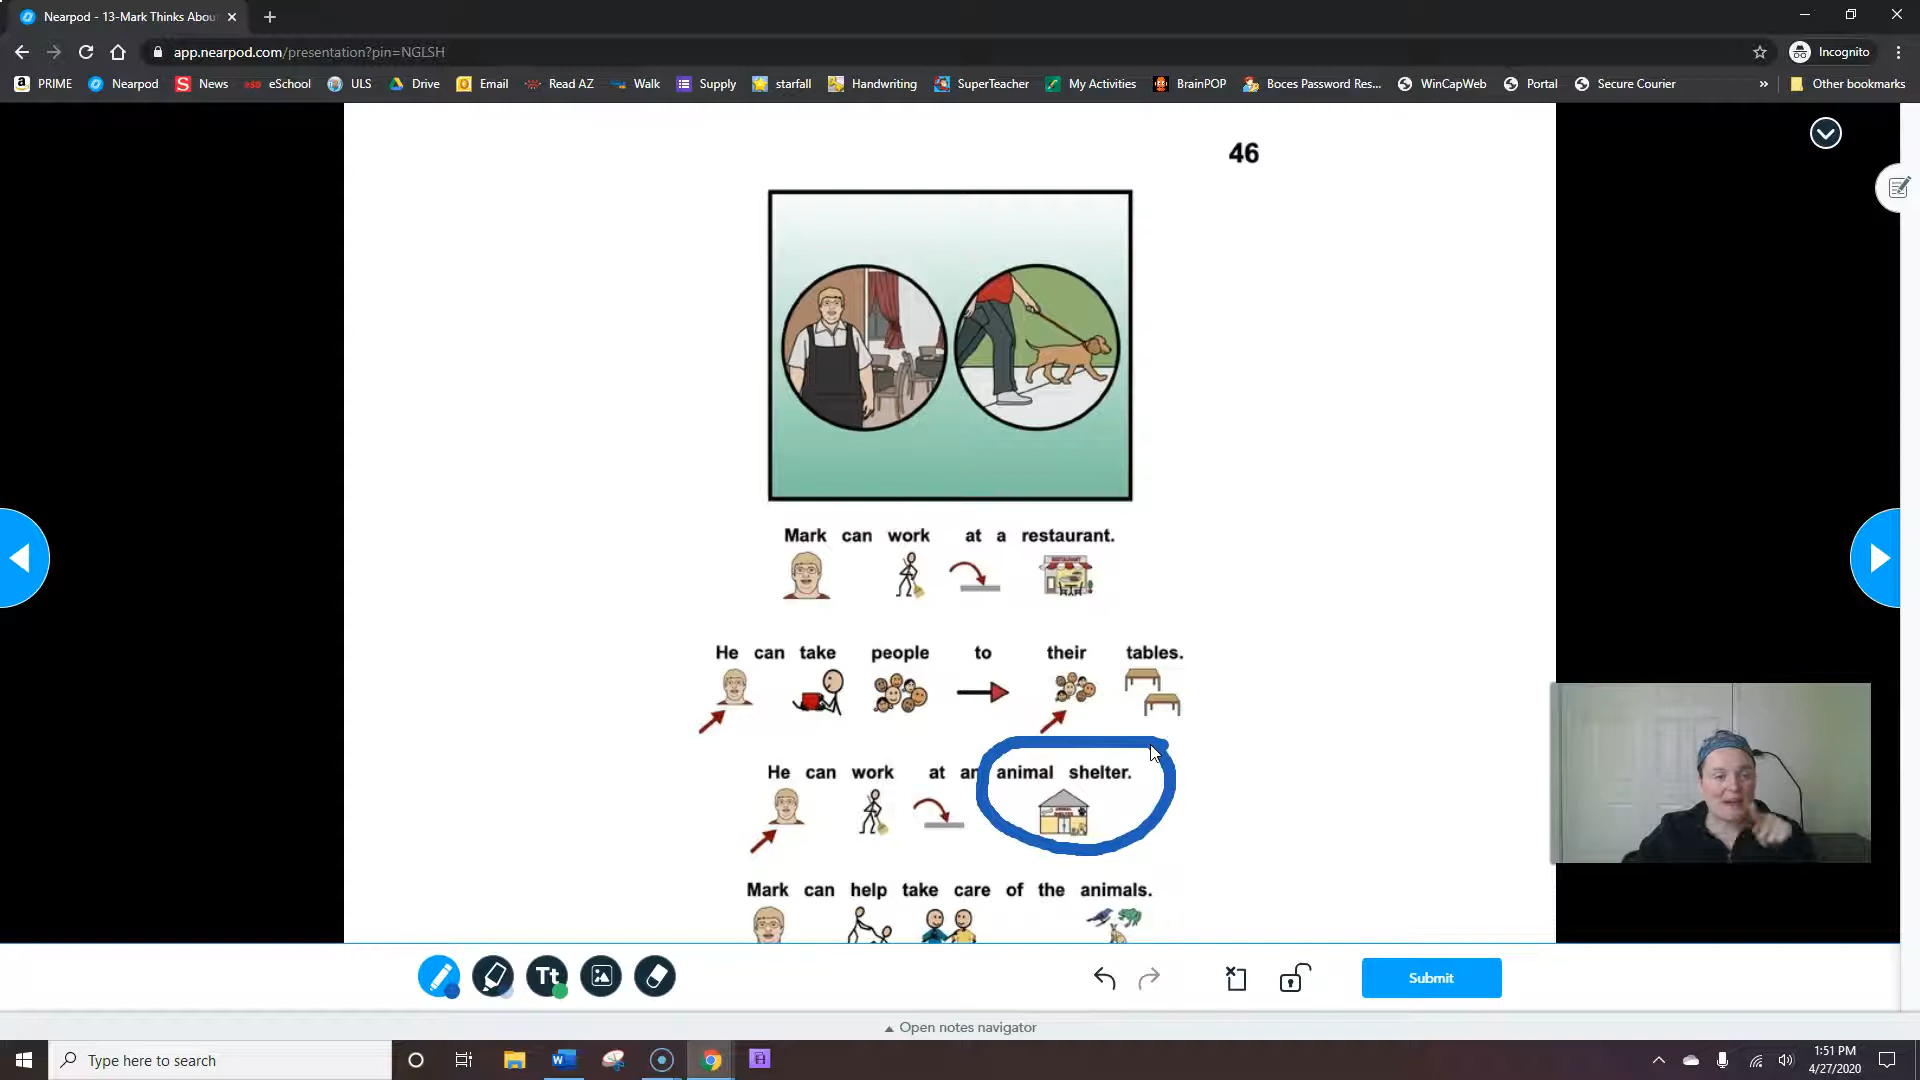 Nearpod - 13-Mark Thinks Abou
app.nearpod.com/presentation?pin=NGLSH
Incognito
PRIME Nearpod News eSchool ULS Drive Email Read AZ Walk Supply starfall Handwriting SuperTeacher My Activities BrainPOP Boces Password Res... WinCapWeb Portal Secure Courier » Other bookmarks
46
Mark can work at a restaurant.
RESTAURANT
He can take people to their tables.
He can work at an animal shelter.
ANIMAL SHELTER
Mark can help take care of the animals.
Tt
Submit
Open notes navigator
Type here to search
1:51 PM
4/27/2020